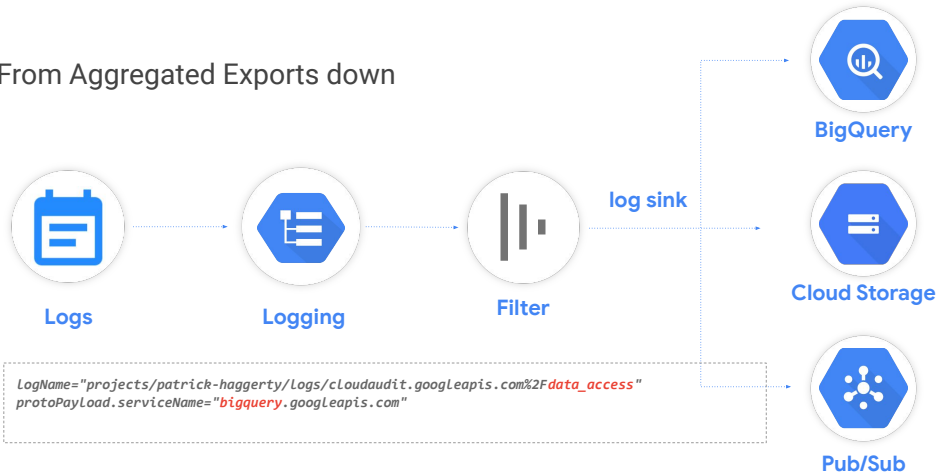 From Aggregated Exports down
BigQuery
log sink
Cloud Storage
Logs
Logging
Filter
logName="projects/patrick-haggerty/logs/cloudaudit.googleapis.com%2Fdata_access"
protoPayload.serviceName="bigquery.googleapis.com"
Pub/Sub